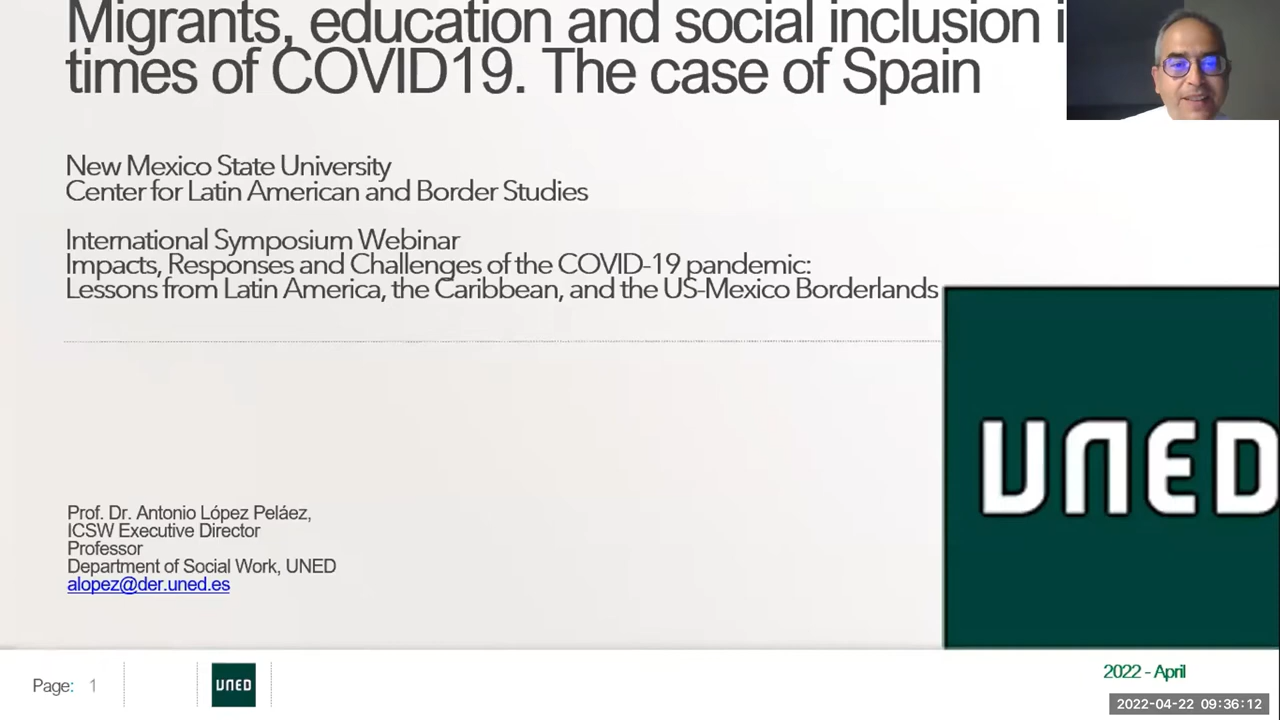 Migrants, education and social inclusion i
times of COVID19. The case of Spain
New Mexico State University
Center for Latin American and Border Studies
International Symposium Webinar
Impacts, Responses and Challenges of the COVID-19 pandemic:
Lessons from Latin America, the Caribbean, and the US-Mexico Borderlands
UNED
Prof. Dr. Antonio López Peláez,
ICSW Executive Director
Professor
Department of Social Work, UNED
alopez@der.uned.es
Page: 1
UNED
2022 - April
2022-04-22 09:36:12